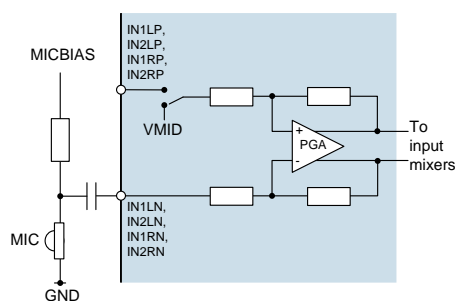 IN1LP,
IN2LP,
IN1RP,
IN2RP
MICBIAS
VMID
+
PGA
-
To
input
mixers
IN1LN,
IN2LN,
IN1RN,
IN2RN
MIC
GND